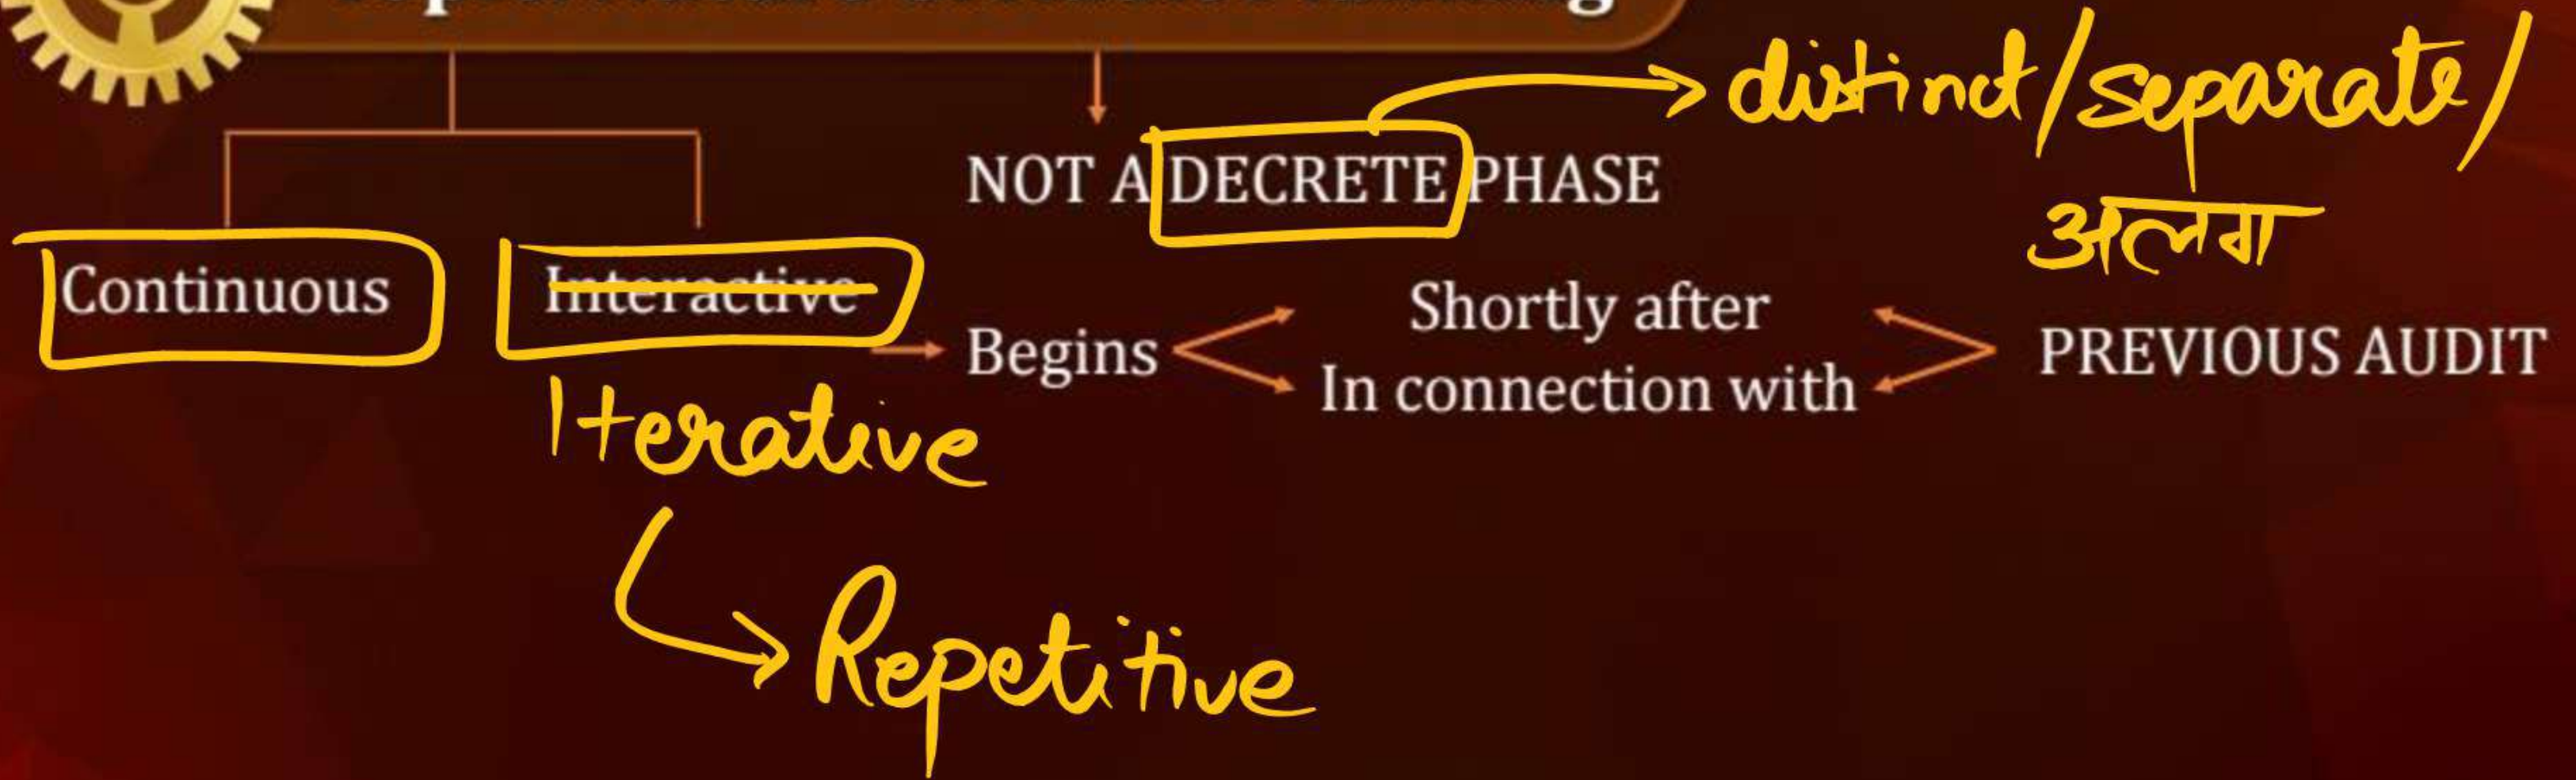 distinct/separate/
NOT A DECRETE PHASE
अलग
Continuous
Interactive
Shortly after
Begins
PREVIOUS AUDIT
In connection with
Iterative
Repetitive